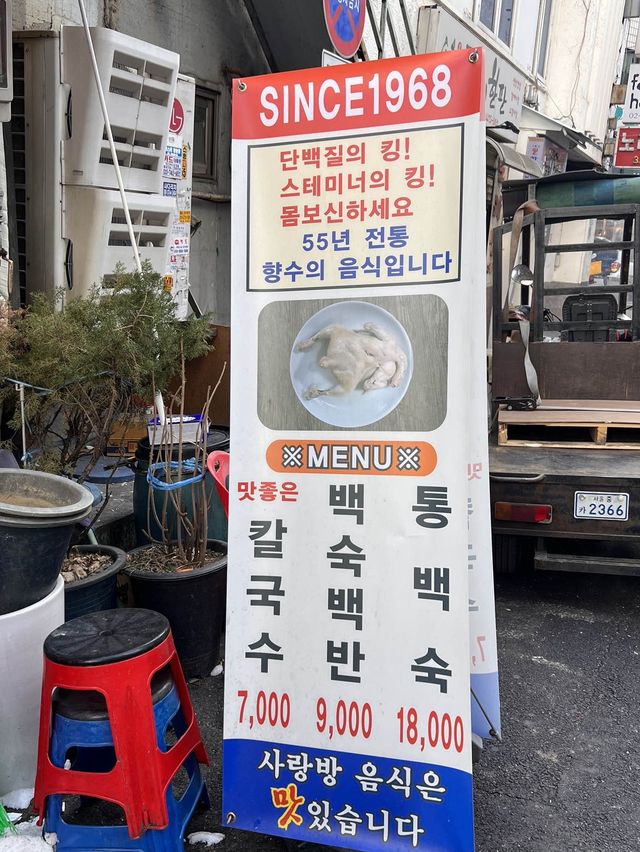 SINCE1968
단백질의 킹!
스테미너의 킹!
몸보신하세요
55년 전통
향수의 음식입니다
※MENU※
맛좋은
칼국수
7,000
백숙백반
9,000
통백숙
18,000
사랑방 음식은
맛있습니다
LG
2366